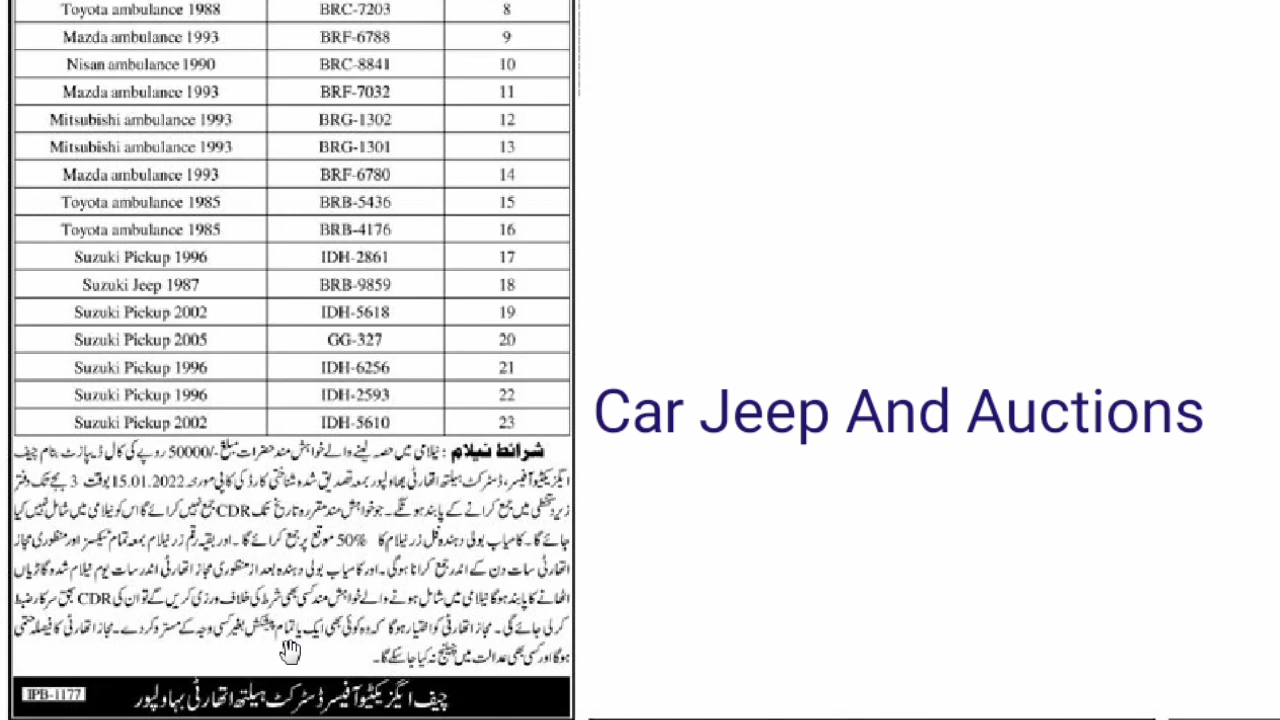 Toyota ambulance 1988 BRC-7203 8
Mazda ambulance 1993 BRF-6788 9
Nisan ambulance 1990 BRC-8841 10
Mazda ambulance 1993 BRF-7032 11
Mitsubishi ambulance 1993 BRG-1302 12
Mitsubishi ambulance 1993 BRG-1301 13
Mazda ambulance 1993 BRF-6780 14
Toyota ambulance 1985 BRB-5436 15
Toyota ambulance 1985 BRB-4176 16
Suzuki Pickup 1996 IDH-2861 17
Suzuki Jeep 1987 BRB-9859 18
Suzuki Pickup 2002 IDH-5618 19
Suzuki Pickup 2005 GG-327 20
Suzuki Pickup 1996 IDH-6256 21
Suzuki Pickup 1996 IDH-2593 22
Suzuki Pickup 2002 IDH-5610 23
شرائط نیلام : نیلامی میں حصہ لینے والے خواہش مند حضرات مبلغ -/50000 روپے کی کال ڈیپازٹ بنام چیف
ایگزیکٹو آفیسر، ڈسٹرکٹ ہیلتھ اتھارٹی بھاولپور بمعہ تصدیق شدہ شناختی کارڈ کی کاپی مورخہ 15.01.2022 بوقت 3 بجے تک دفتر
زیر دستخطی میں جمع کرانے کے پابند ہونگے۔ جو خواہش مند مقررہ تاریخ تک CDR جمع نہیں کرائے گا اس کو نیلامی میں شامل نہیں کیا
جائے گا۔ کامیاب بولی دہندہ کل زر نیلام کا 50% موقع پر جمع کرائے گا۔ اور بقیہ رقم زر نیلام بمعہ تمام ٹیکسز اور منظوری مجاز
اتھارٹی سات دن کے اندر جمع کرانا ہوگی۔ اور کامیاب بولی دہندہ بعد از منظوری مجاز اتھارٹی اندر سات یوم نیلام شدہ گاڑیاں
اٹھانے کا پابند ہوگا نیلامی میں شامل ہونے والے خواہش مند کسی بھی شرط کی خلاف ورزی کریں گے تو ان کی CDR بحق سرکار ضبط
کر لی جائے گی۔ مجاز اتھارٹی کو اختیار ہوگا کہ وہ کوئی بھی ایک یا تمام پیشکش بغیر کسی وجہ کے مسترد کر دے۔ مجاز اتھارٹی کا فیصلہ حتمی
ہوگا اور کسی بھی عدالت میں چیلنج نہ کیا جا سکے گا۔
IPB-1177 چیف ایگزیکٹو آفیسر ڈسٹرکٹ ہیلتھ اتھارٹی بہاولپور
Car Jeep And Auctions